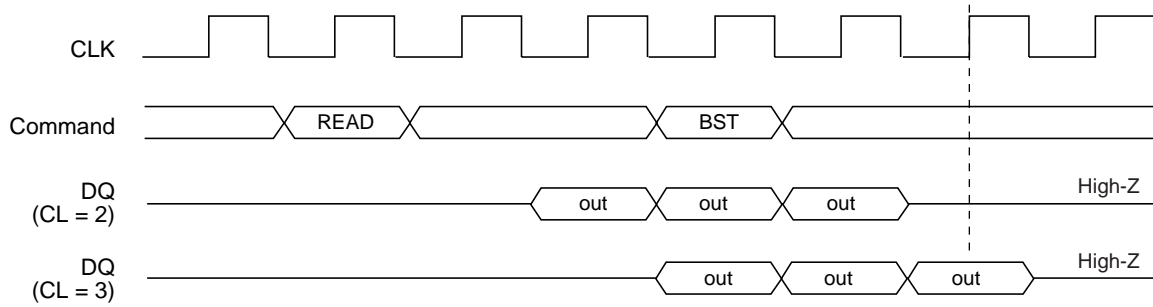 CLK
Command
READ
BST
DQ
(CL = 2)
out
out
out
High-Z
DQ
(CL = 3)
out
out
out
High-Z